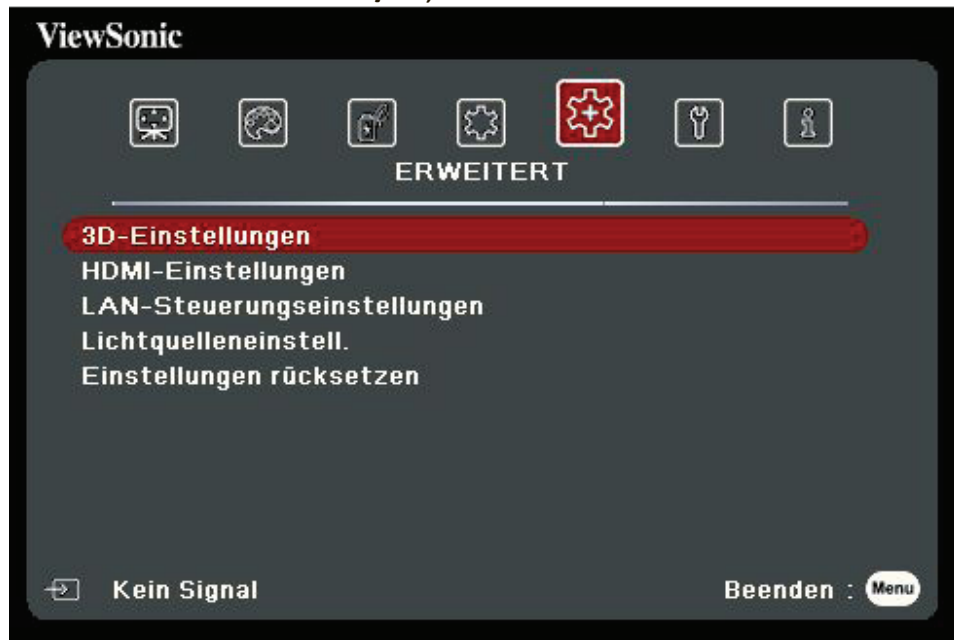 ViewSonic
ERWEITERT
3D-Einstellungen
HDMI-Einstellungen
LAN-Steuerungseinstellungen
Lichtquelleneinstell.
Einstellungen rücksetzen
Kein Signal
Beenden : Menu